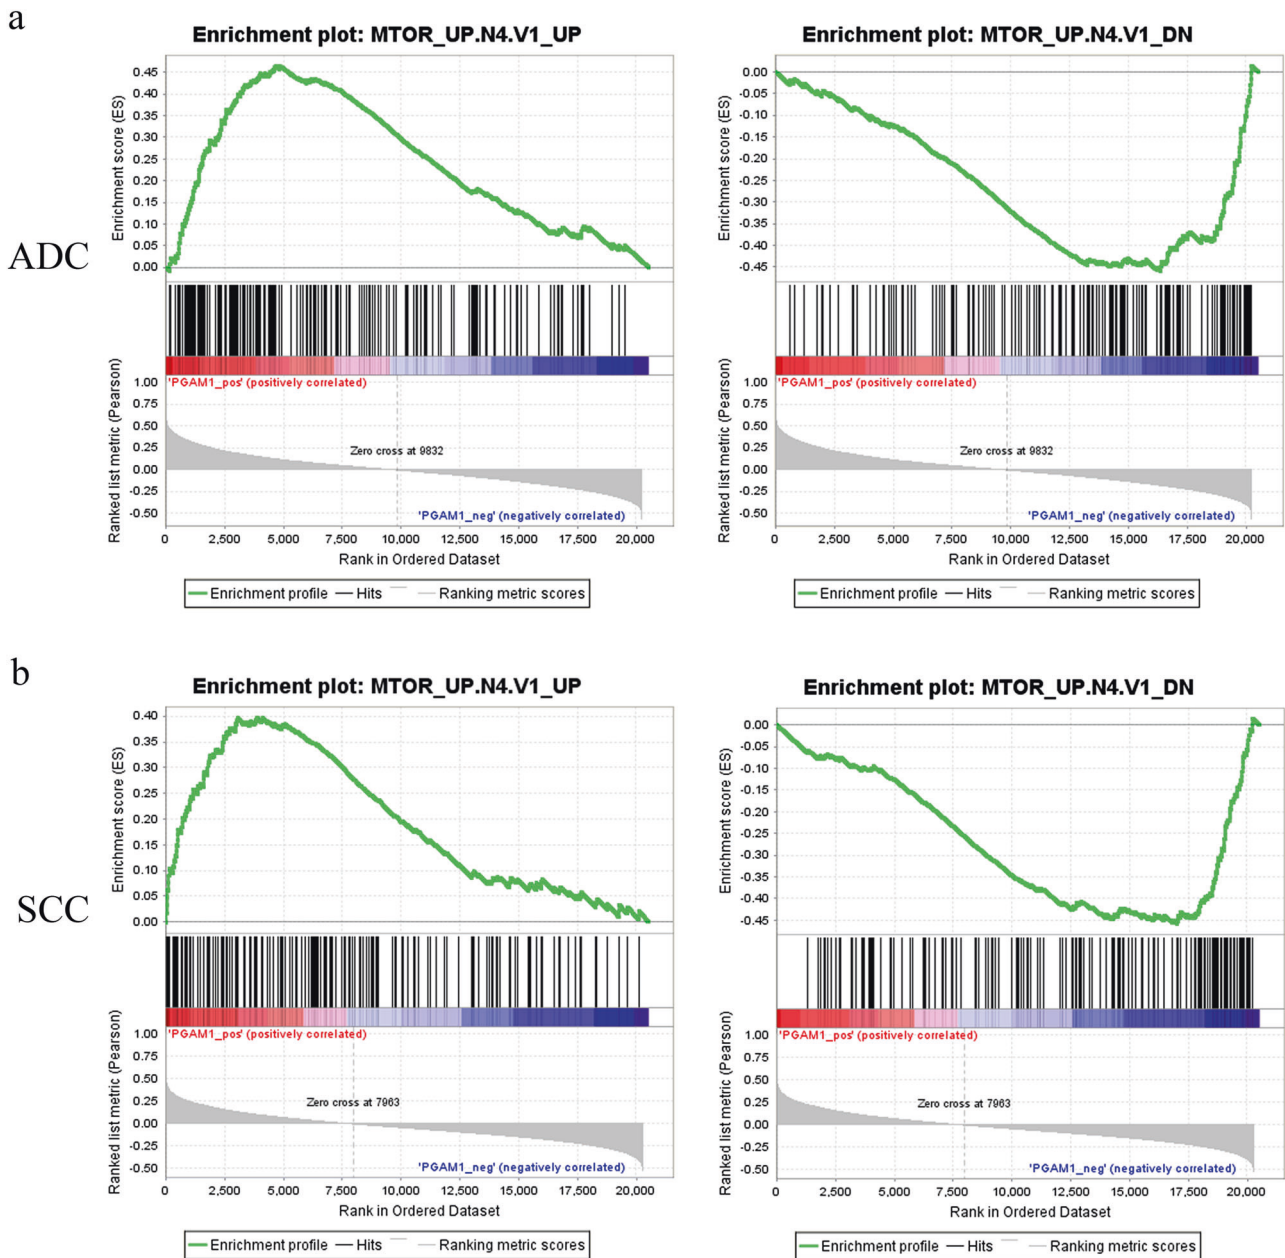 a
Enrichment plot: MTOR_UP.N4.V1_UP
Enrichment score (ES)
0.45
0.40
0.35
0.30
0.25
0.20
0.15
0.10
0.05
0.00
ADC
Ranked list metric (Pearson)
'PGAM1_pos' (positively correlated)
1.00
0.75
0.50
0.25
0.00
-0.25
-0.50
Zero cross at 9832
'PGAM1_neg' (negatively correlated)
0 2,500 5,000 7,500 10,000 12,500 15,000 17,500 20,000
Rank in Ordered Dataset
Enrichment profile Hits Ranking metric scores
Enrichment plot: MTOR_UP.N4.V1_DN
Enrichment score (ES)
0.00
-0.05
-0.10
-0.15
-0.20
-0.25
-0.30
-0.35
-0.40
-0.45
Ranked list metric (Pearson)
'PGAM1_pos' (positively correlated)
1.00
0.75
0.50
0.25
0.00
-0.25
-0.50
Zero cross at 9832
'PGAM1_neg' (negatively correlated)
0 2,500 5,000 7,500 10,000 12,500 15,000 17,500 20,000
Rank in Ordered Dataset
Enrichment profile Hits Ranking metric scores
b
Enrichment plot: MTOR_UP.N4.V1_UP
Enrichment score (ES)
0.40
0.35
0.30
0.25
0.20
0.15
0.10
0.05
0.00
SCC
Ranked list metric (Pearson)
'PGAM1_pos' (positively correlated)
1.00
0.75
0.50
0.25
0.00
-0.25
-0.50
Zero cross at 7963
'PGAM1_neg' (negatively correlated)
0 2,500 5,000 7,500 10,000 12,500 15,000 17,500 20,000
Rank in Ordered Dataset
Enrichment profile Hits Ranking metric scores
Enrichment plot: MTOR_UP.N4.V1_DN
Enrichment score (ES)
0.00
-0.05
-0.10
-0.15
-0.20
-0.25
-0.30
-0.35
-0.40
-0.45
Ranked list metric (Pearson)
'PGAM1_pos' (positively correlated)
1.00
0.75
0.50
0.25
0.00
-0.25
-0.50
Zero cross at 7963
'PGAM1_neg' (negatively correlated)
0 2,500 5,000 7,500 10,000 12,500 15,000 17,500 20,000
Rank in Ordered Dataset
Enrichment profile Hits Ranking metric scores